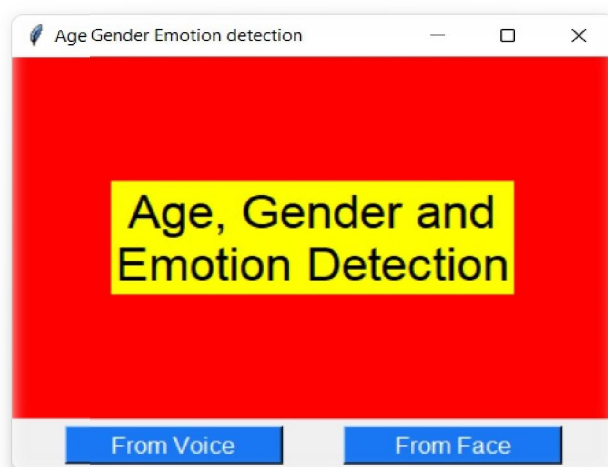 Age Gender Emotion detection
Age, Gender and
Emotion Detection
From Voice
From Face